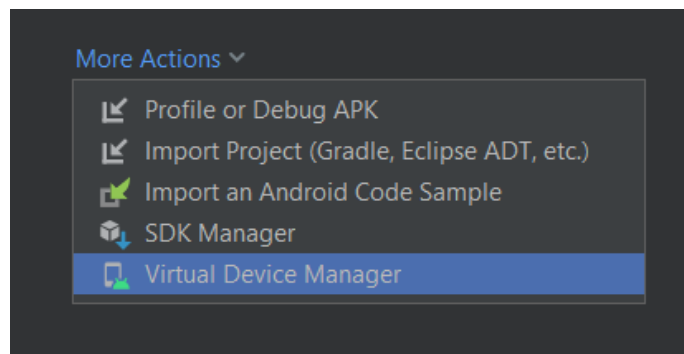 More Actions
Profile or Debug APK
Import Project (Gradle, Eclipse ADT, etc.)
Import an Android Code Sample
SDK Manager
Virtual Device Manager